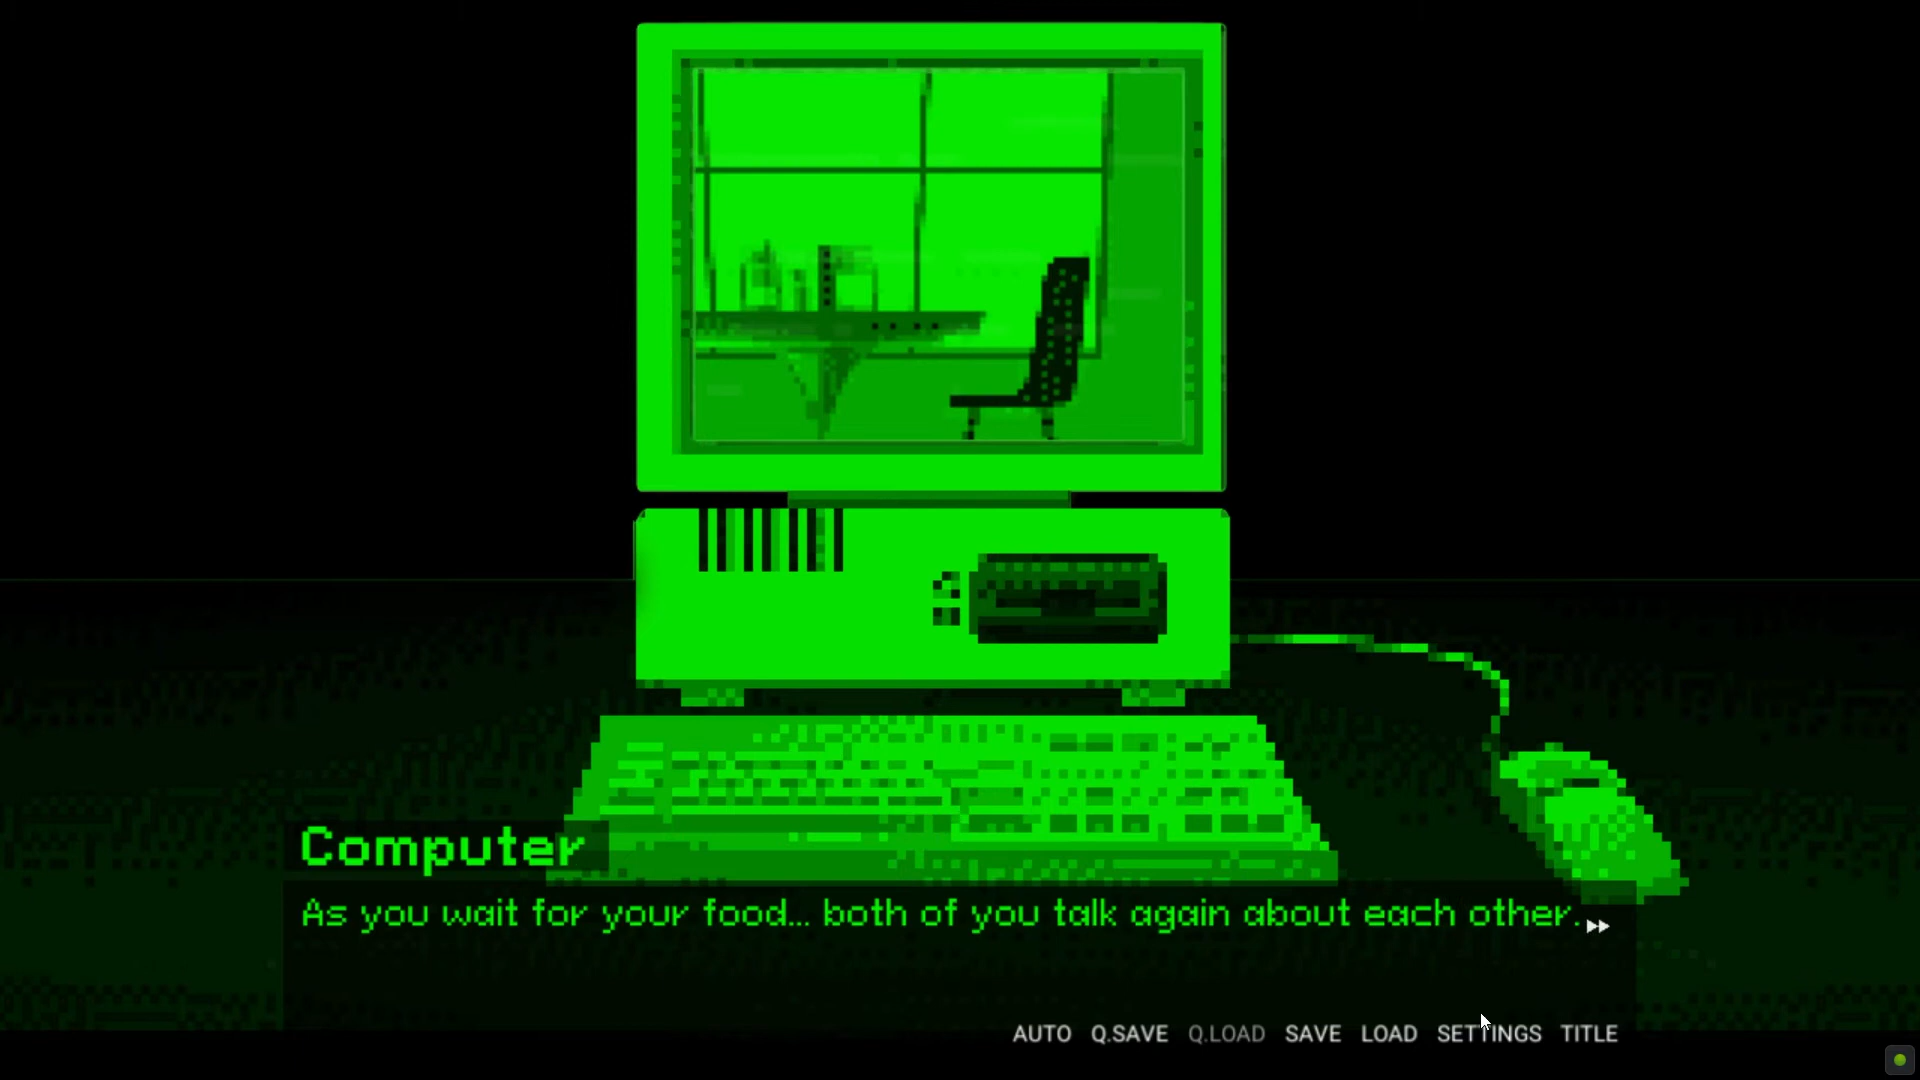 Computer
As you wait for your food... both of you talk again about each other.
AUTO Q.SAVE Q.LOAD SAVE LOAD SETTINGS TITLE